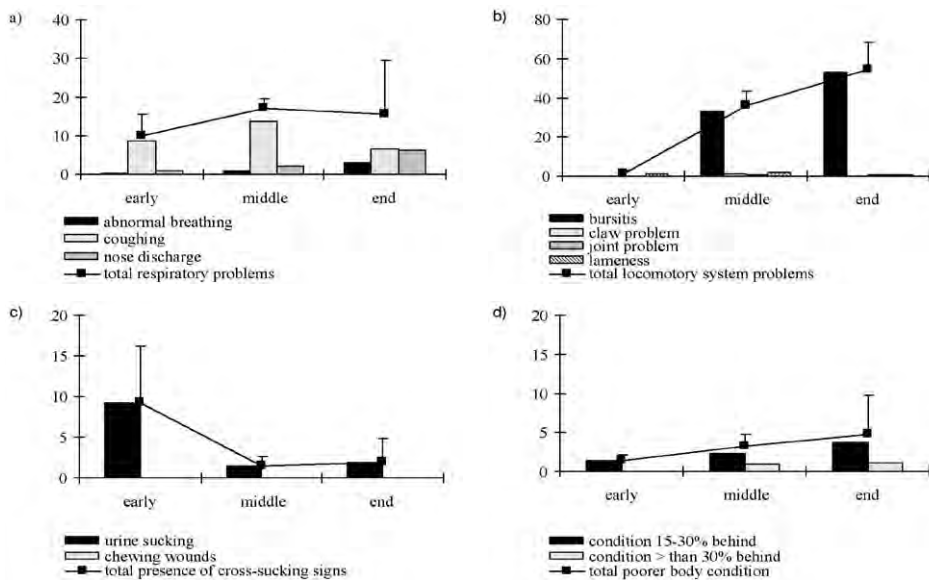 a)
40
30
20
10
0
early middle end
abnormal breathing
coughing
nose discharge
total respiratory problems
b)
80
60
40
20
0
early middle end
bursitis
claw problem
joint problem
lameness
total locomotory system problems
c)
20
15
10
5
0
early middle end
urine sucking
chewing wounds
total presence of cross-sucking signs
d)
20
15
10
5
0
early middle end
condition 15-30% behind
condition > than 30% behind
total poorer body condition